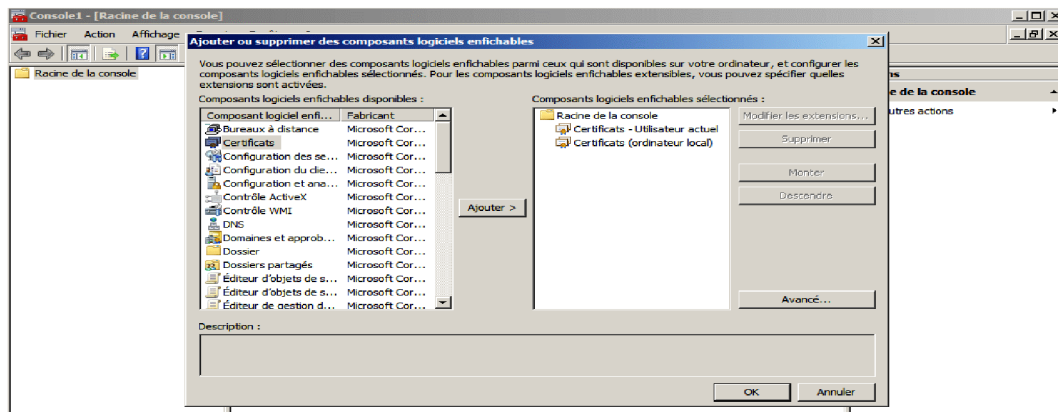 Console1 - [Racine de la console]
Fichier Action Affichage
Ajouter ou supprimer des composants logiciels enfichables
Vous pouvez sélectionner des composants logiciels enfichables parmi ceux qui sont disponibles sur votre ordinateur, et configurer les
composants logiciels enfichables sélectionnés. Pour les composants logiciels enfichables extensibles, vous pouvez spécifier quelles
extensions sont activées.
Racine de la console
Composants logiciels enfichables disponibles :
Composant logiciel enfi... Fabricant
Bureaux à distance Microsoft Cor...
Certificats Microsoft Cor...
Configuration des se... Microsoft Cor...
Configuration du clie... Microsoft Cor...
Configuration et ana... Microsoft Cor...
Contrôle ActiveX Microsoft Cor...
Contrôle WMI Microsoft Cor...
DNS Microsoft Cor...
Domaines et approb... Microsoft Cor...
Dossier Microsoft Cor...
Dossiers partagés Microsoft Cor...
Éditeur d'objets de s... Microsoft Cor...
Éditeur d'objets de s... Microsoft Cor...
Éditeur de gestion d... Microsoft Cor...
Ajouter >
Composants logiciels enfichables sélectionnés :
Racine de la console
Certificats - Utilisateur actuel
Certificats (ordinateur local)
Modifier les extensions...
Supprimer
Monter
Descendre
Avancé...
Description :
OK Annuler
ns
e de la console
utres actions